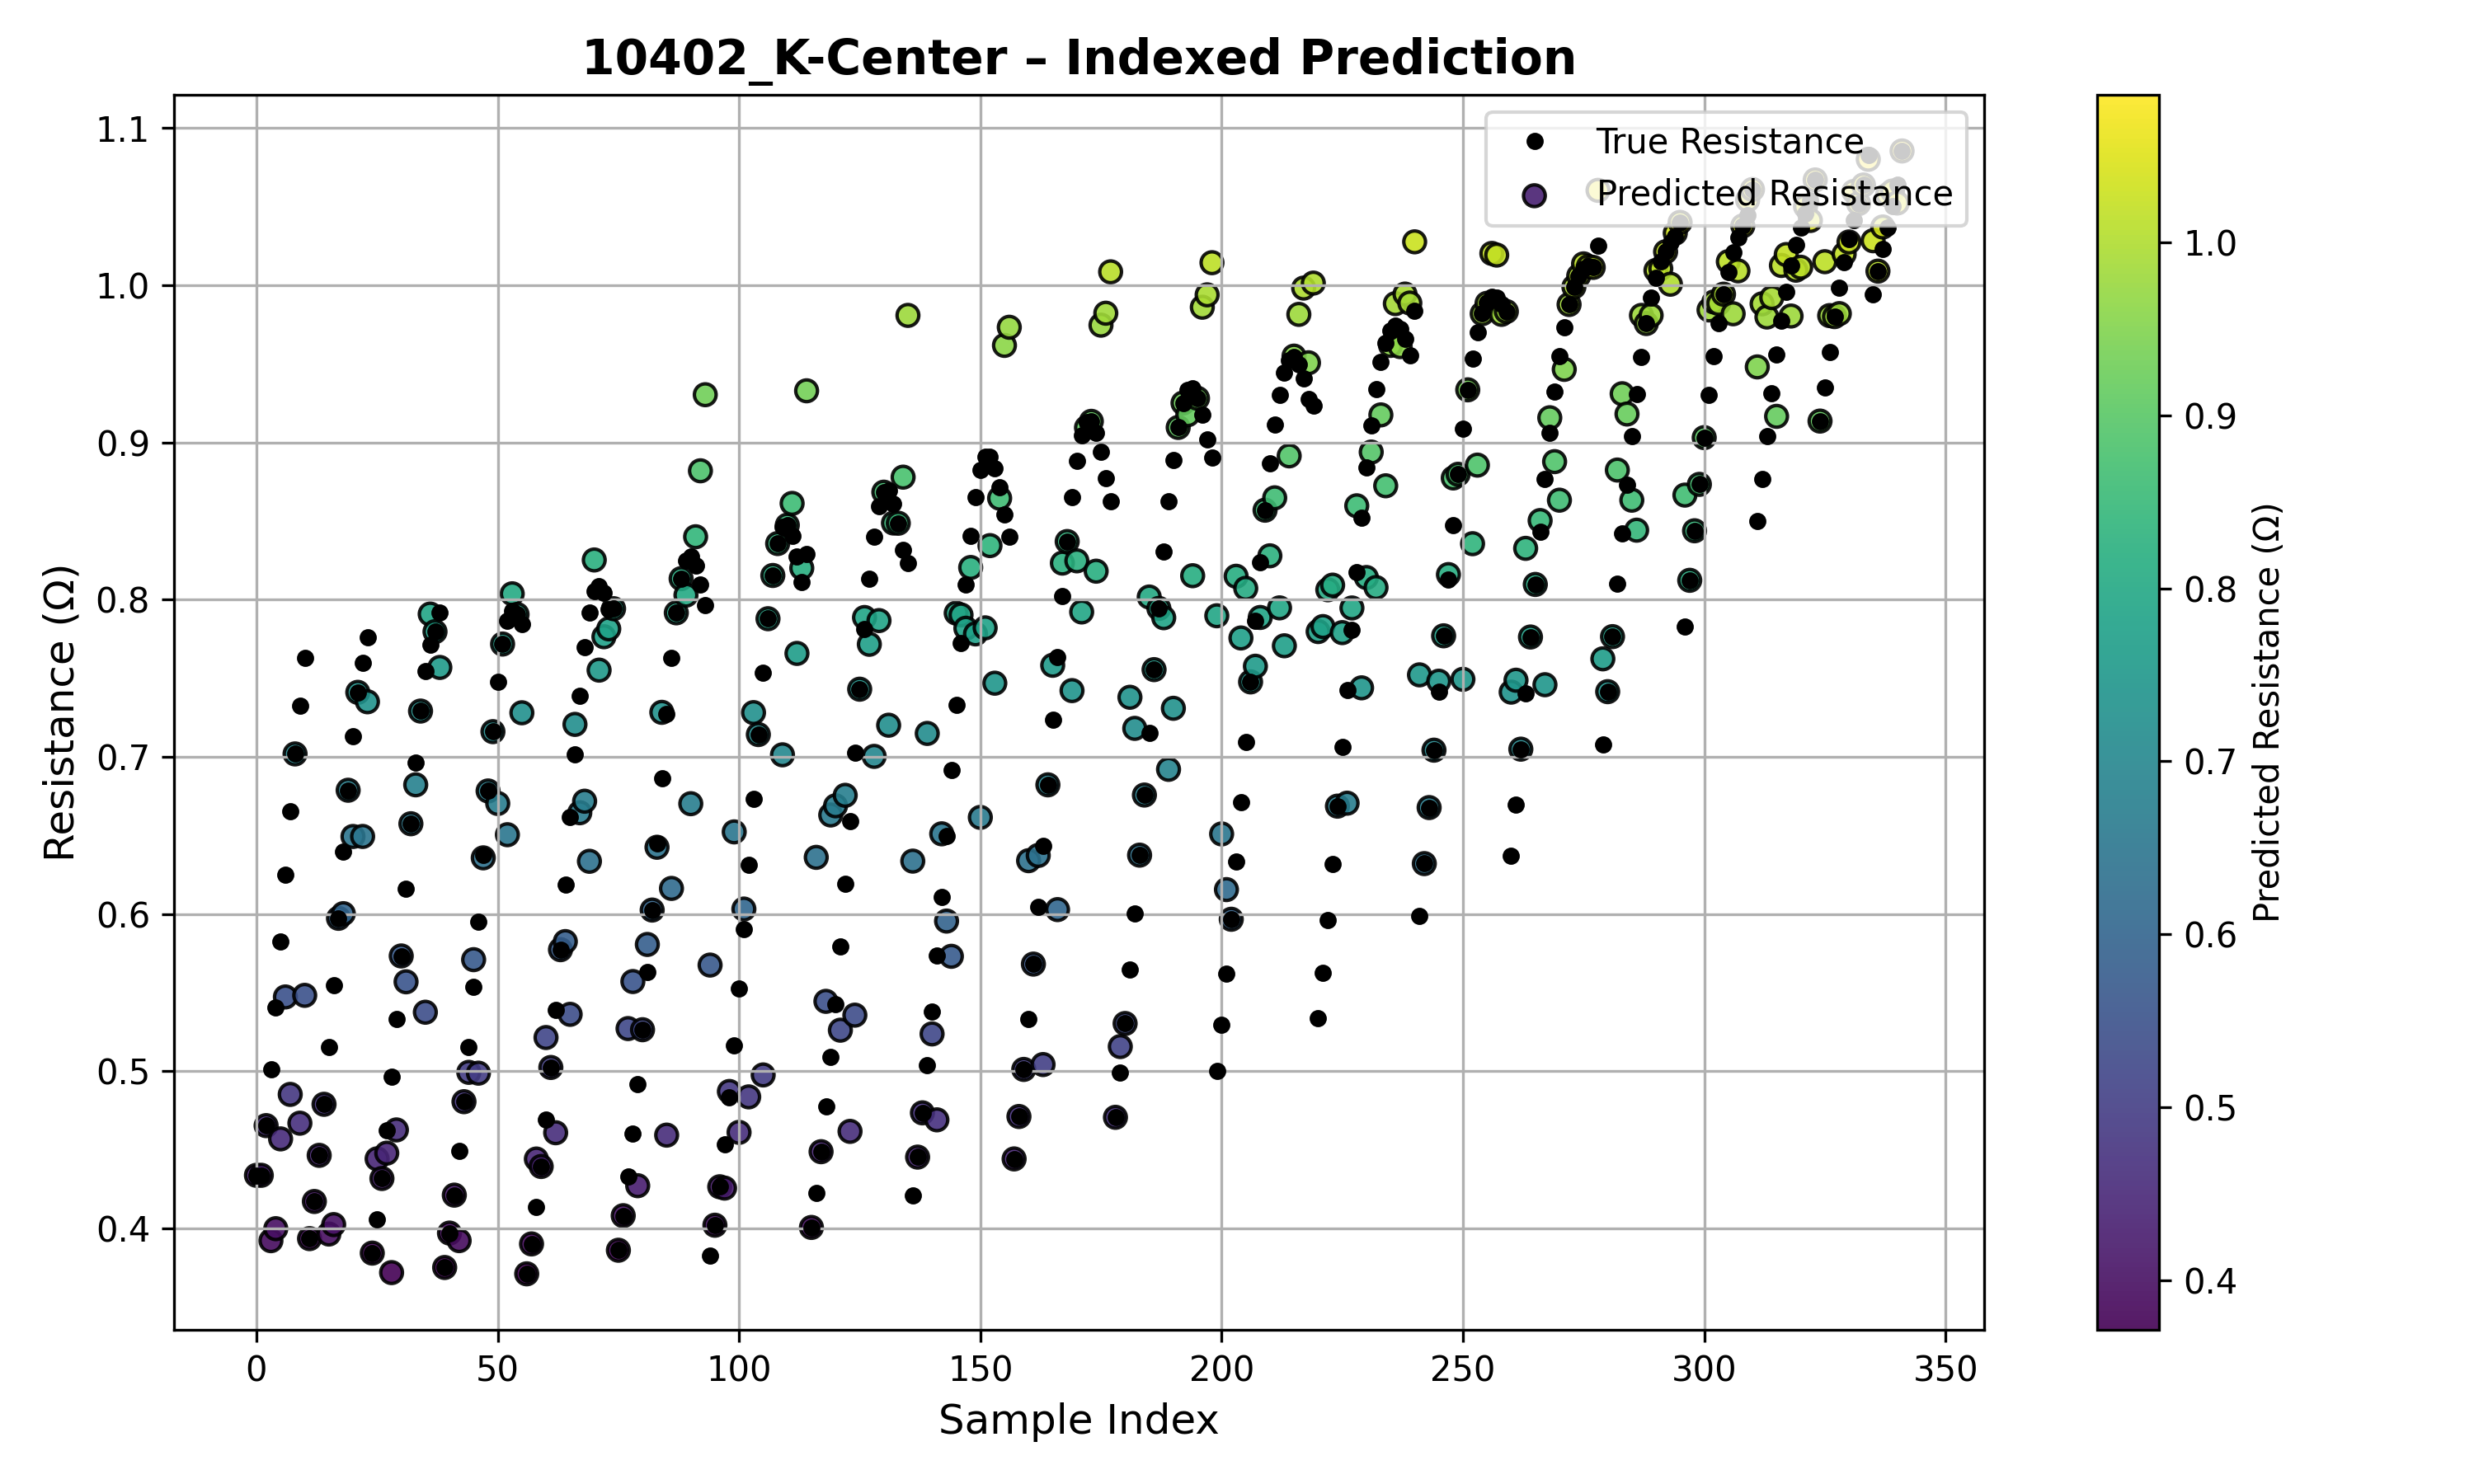 10402_K-Center – Indexed Prediction
True Resistance
Predicted Resistance
Resistance (Ω)
1.1
1.0
0.9
0.8
0.7
0.6
0.5
0.4
0 50 100 150 200 250 300 350
Sample Index
1.0
0.9
0.8
0.7
0.6
0.5
0.4
Predicted Resistance (Ω)